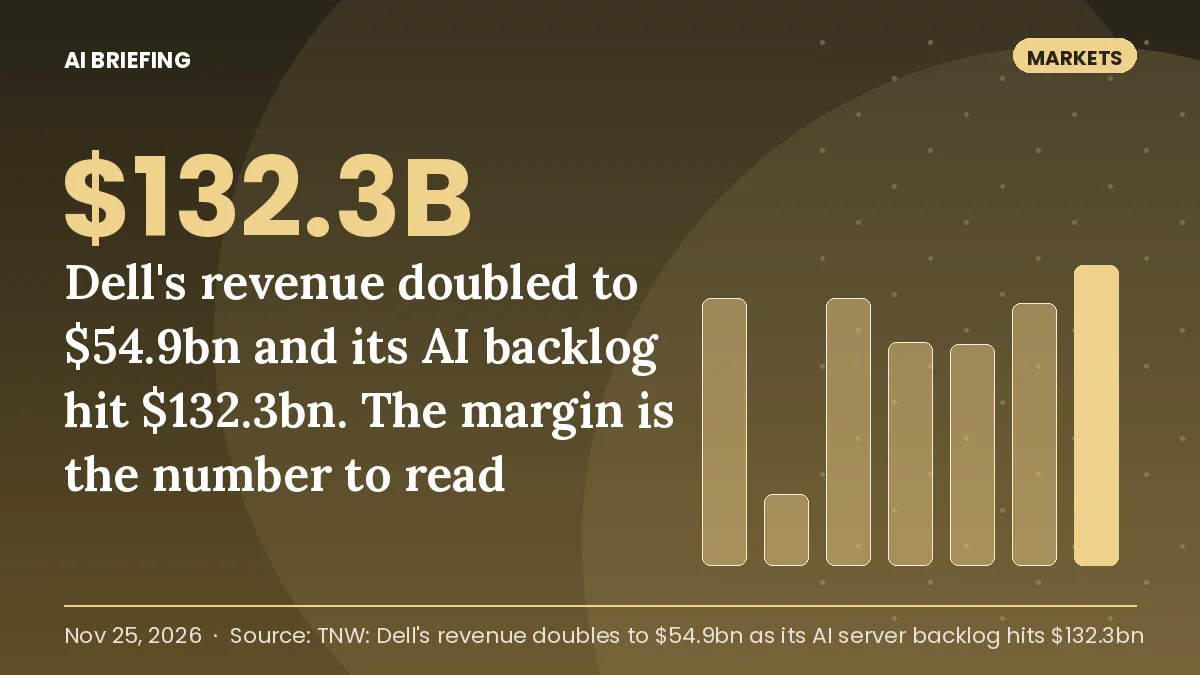 AI BRIEFING
MARKETS
$132.3B
Dell's revenue doubled to
$54.9bn and its AI backlog
hit $132.3bn. The margin is
the number to read
Nov 25, 2026 · Source: TNW: Dell's revenue doubles to $54.9bn as its AI server backlog hits $132.3bn